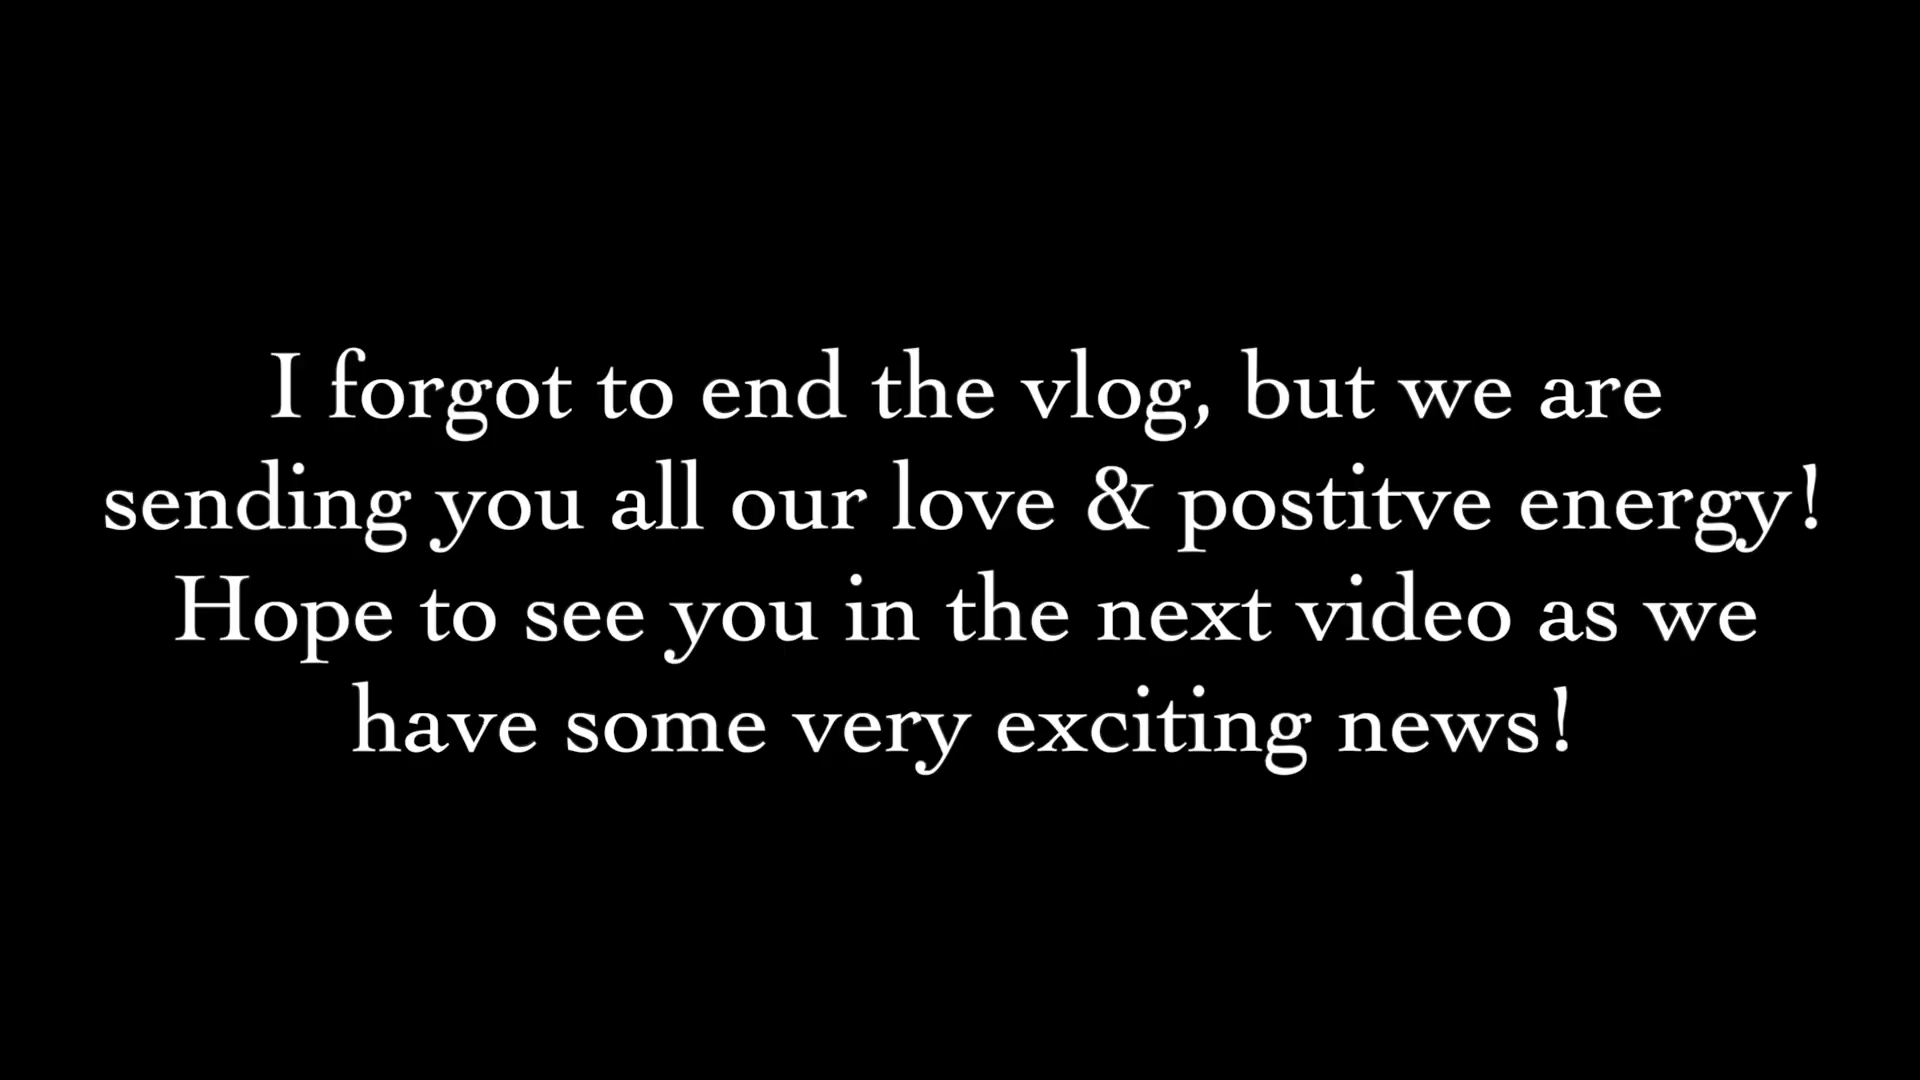 I forgot to end the vlog, but we are
sending you all our love & postitve energy!
Hope to see you in the next video as we
have some very exciting news!